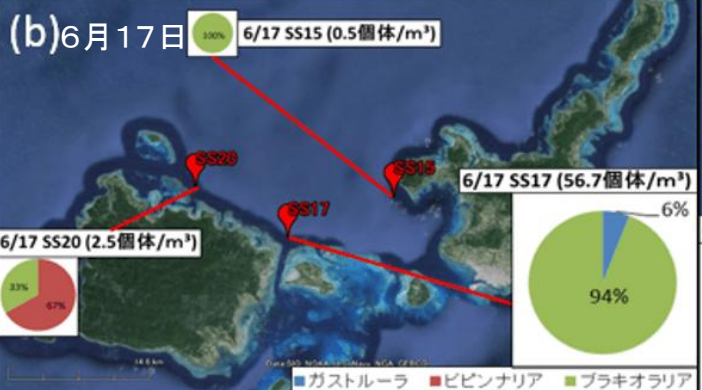 (b)6月17日
100%
6/17 SS15 (0.5個体/m³)
SS20
SS15
SS17
6/17 SS17 (56.7個体/m³)
6%
94%
6/17 SS20 (2.5個体/m³)
33%
67%
ガストルーラ ビピンナリア ブラキオラリア